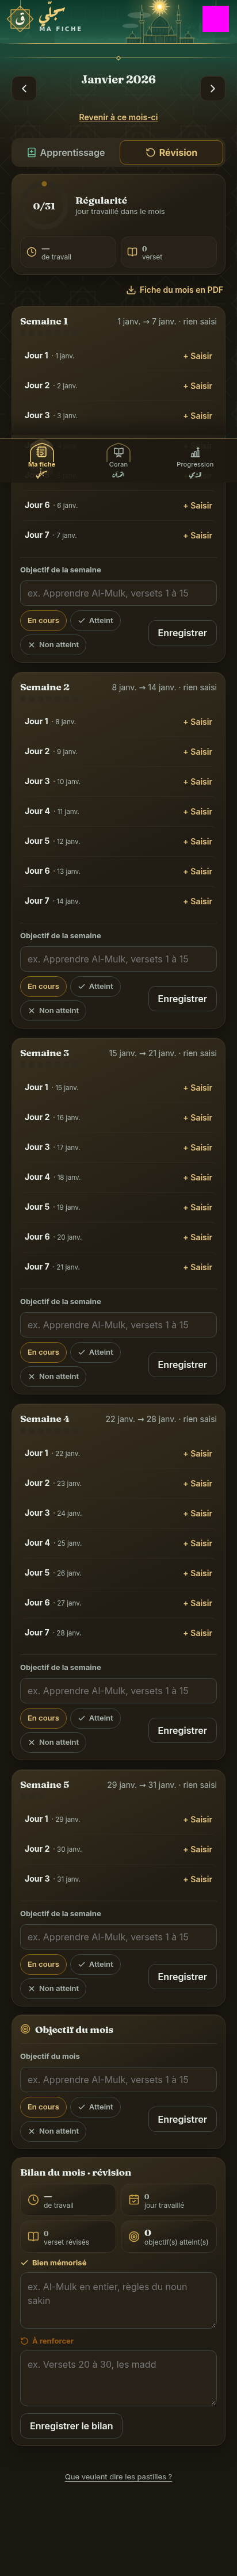 MA FICHE
Janvier 2026
Revenir à ce mois-ci
Apprentissage
Révision
0/31
Régularité
jour travaillé dans le mois
—
de travail
0
verset
Fiche du mois en PDF
Semaine 1
1 janv. → 7 janv. · rien saisi
Jour 1 · 1 janv.
+ Saisir
Jour 2 · 2 janv.
+ Saisir
Jour 3 · 3 janv.
+ Saisir
Ma fiche
Coran
Progression
Jour 6 · 6 janv.
+ Saisir
Jour 7 · 7 janv.
+ Saisir
Objectif de la semaine
ex. Apprendre Al-Mulk, versets 1 à 15
En cours
Atteint
Non atteint
Enregistrer
Semaine 2
8 janv. → 14 janv. · rien saisi
Jour 1 · 8 janv.
+ Saisir
Jour 2 · 9 janv.
+ Saisir
Jour 3 · 10 janv.
+ Saisir
Jour 4 · 11 janv.
+ Saisir
Jour 5 · 12 janv.
+ Saisir
Jour 6 · 13 janv.
+ Saisir
Jour 7 · 14 janv.
+ Saisir
Objectif de la semaine
ex. Apprendre Al-Mulk, versets 1 à 15
En cours
Atteint
Non atteint
Enregistrer
Semaine 3
15 janv. → 21 janv. · rien saisi
Jour 1 · 15 janv.
+ Saisir
Jour 2 · 16 janv.
+ Saisir
Jour 3 · 17 janv.
+ Saisir
Jour 4 · 18 janv.
+ Saisir
Jour 5 · 19 janv.
+ Saisir
Jour 6 · 20 janv.
+ Saisir
Jour 7 · 21 janv.
+ Saisir
Objectif de la semaine
ex. Apprendre Al-Mulk, versets 1 à 15
En cours
Atteint
Non atteint
Enregistrer
Semaine 4
22 janv. → 28 janv. · rien saisi
Jour 1 · 22 janv.
+ Saisir
Jour 2 · 23 janv.
+ Saisir
Jour 3 · 24 janv.
+ Saisir
Jour 4 · 25 janv.
+ Saisir
Jour 5 · 26 janv.
+ Saisir
Jour 6 · 27 janv.
+ Saisir
Jour 7 · 28 janv.
+ Saisir
Objectif de la semaine
ex. Apprendre Al-Mulk, versets 1 à 15
En cours
Atteint
Non atteint
Enregistrer
Semaine 5
29 janv. → 31 janv. · rien saisi
Jour 1 · 29 janv.
+ Saisir
Jour 2 · 30 janv.
+ Saisir
Jour 3 · 31 janv.
+ Saisir
Objectif de la semaine
ex. Apprendre Al-Mulk, versets 1 à 15
En cours
Atteint
Non atteint
Enregistrer
Objectif du mois
Objectif du mois
ex. Apprendre Al-Mulk, versets 1 à 15
En cours
Atteint
Non atteint
Enregistrer
Bilan du mois · révision
—
de travail
0
jour travaillé
0
verset révisés
0
objectif(s) atteint(s)
Bien mémorisé
ex. Al-Mulk en entier, règles du noun
sakin
À renforcer
ex. Versets 20 à 30, les madd
Enregistrer le bilan
Que veulent dire les pastilles ?